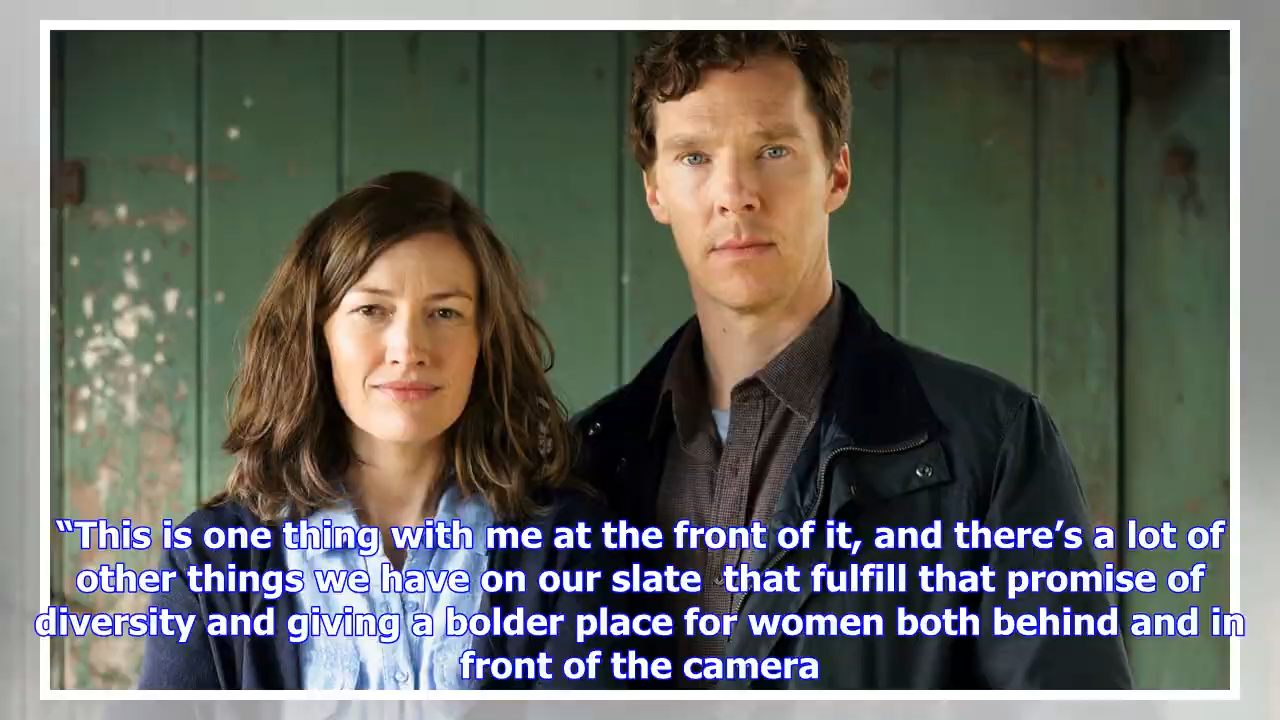 “This is one thing with me at the front of it, and there’s a lot of
other things we have on our slate  that fulfill that promise of
diversity and giving a bolder place for women both behind and in
front of the camera